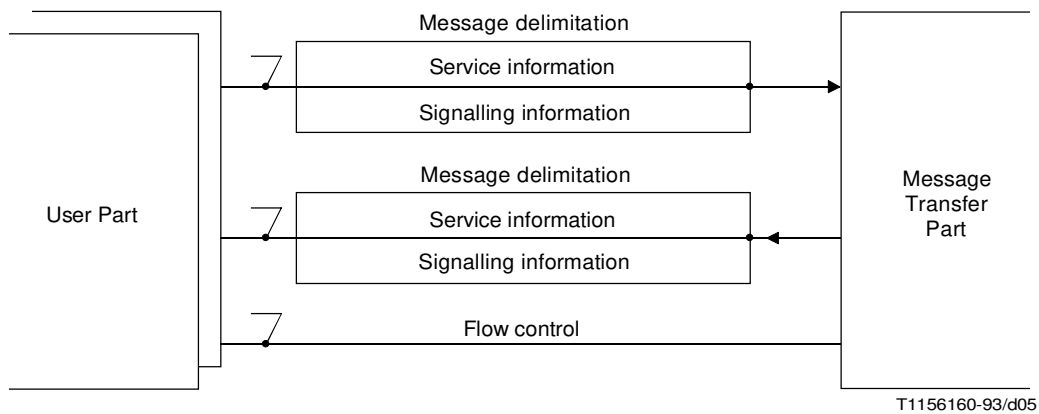 Message delimitation
Service information
Signalling information
Message delimitation
User Part
Service information
Signalling information
Message
Transfer
Part
Flow control
T1156160-93/d05